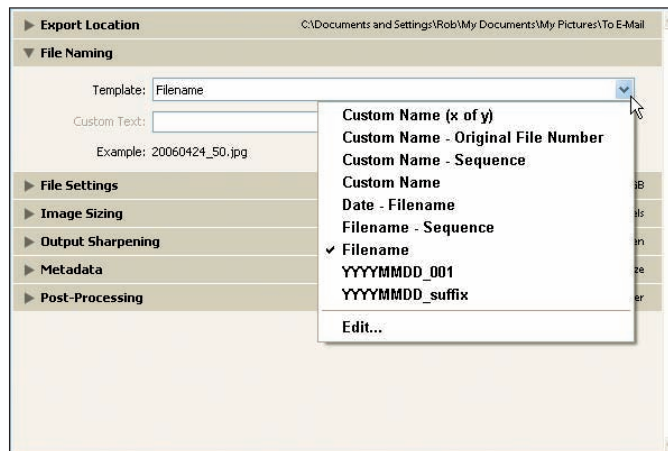 Export Location C:\Documents and Settings\Rob\My Documents\My Pictures\To E-Mail
File Naming
Template: Filename
Custom Text:
Example: 20060424_50.jpg
Custom Name (x of y)
Custom Name - Original File Number
Custom Name - Sequence
Custom Name
Date - Filename
Filename - Sequence
Filename
YYYYMMDD_001
YYYYMMDD_suffix
Edit...
File Settings
Image Sizing
Output Sharpening
Metadata
Post-Processing